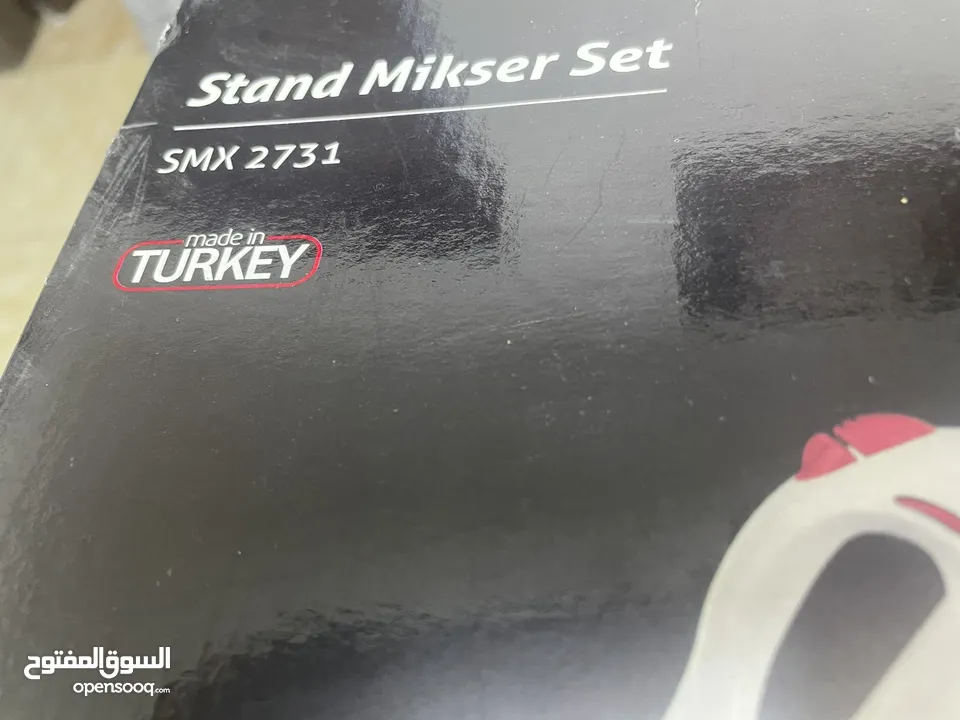 Stand Mikser Set
SMX 2731
made in
TURKEY
السوق المفتوح
opensooq.com